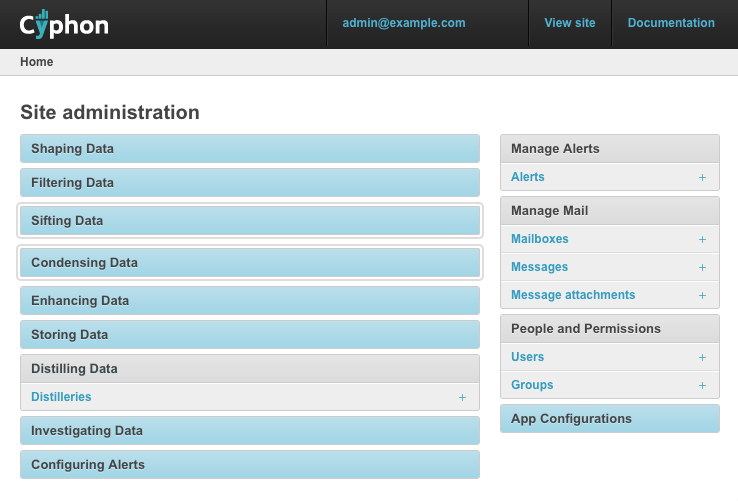 Cyphon
admin@example.com
View site
Documentation
Home
Site administration
Shaping Data
Filtering Data
Sifting Data
Condensing Data
Enhancing Data
Storing Data
Distilling Data
Distilleries +
Investigating Data
Configuring Alerts
Manage Alerts
Alerts +
Manage Mail
Mailboxes +
Messages +
Message attachments +
People and Permissions
Users +
Groups +
App Configurations